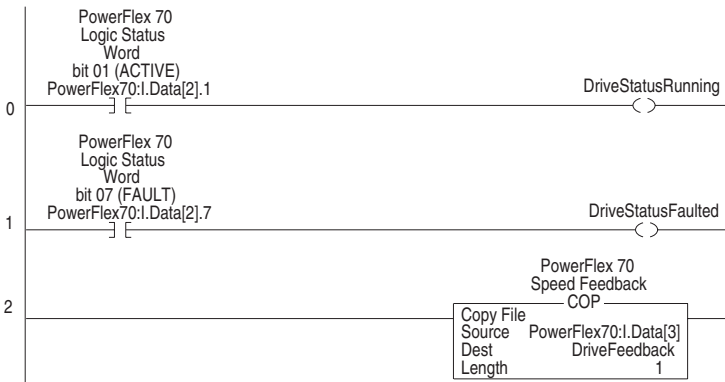 PowerFlex 70
Logic Status
Word
bit 01 (ACTIVE)
PowerFlex70:I.Data[2].1
DriveStatusRunning
0
PowerFlex 70
Logic Status
Word
bit 07 (FAULT)
PowerFlex70:I.Data[2].7
DriveStatusFaulted
1
PowerFlex 70
Speed Feedback
COP
2
Copy File
Source PowerFlex70:I.Data[3]
Dest DriveFeedback
Length 1